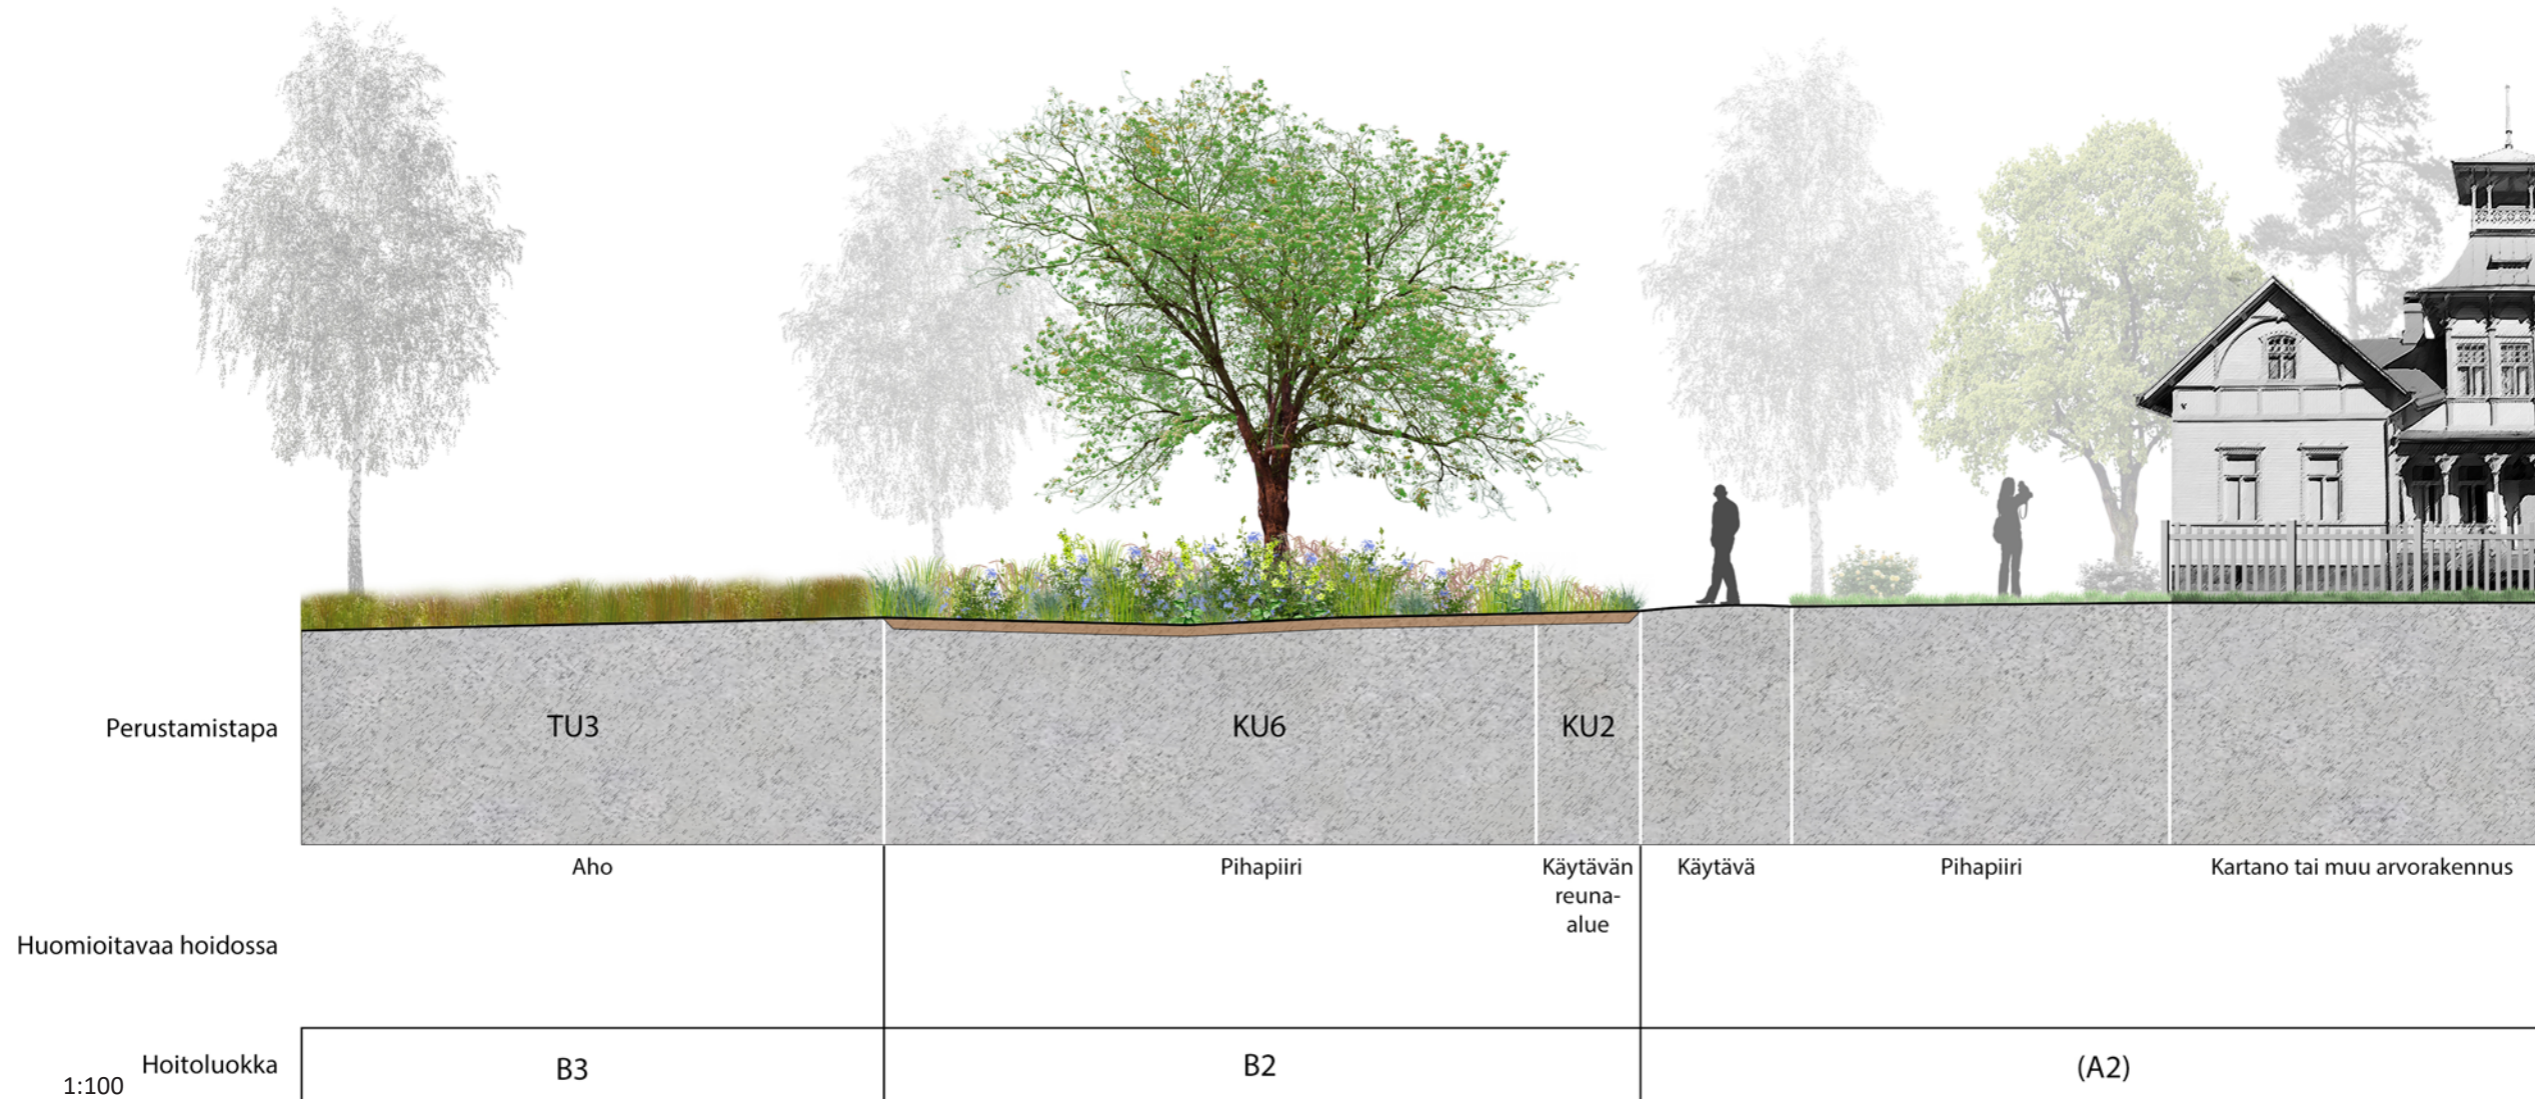 Perustamistapa
TU3
KU6
KU2
Aho
Pihapiiri
Käytävän
reuna-
alue
Käytävä
Pihapiiri
Kartano tai muu arvorakennus
Huomioitavaa hoidossa
Hoitoluokka
B3
B2
(A2)
1:100